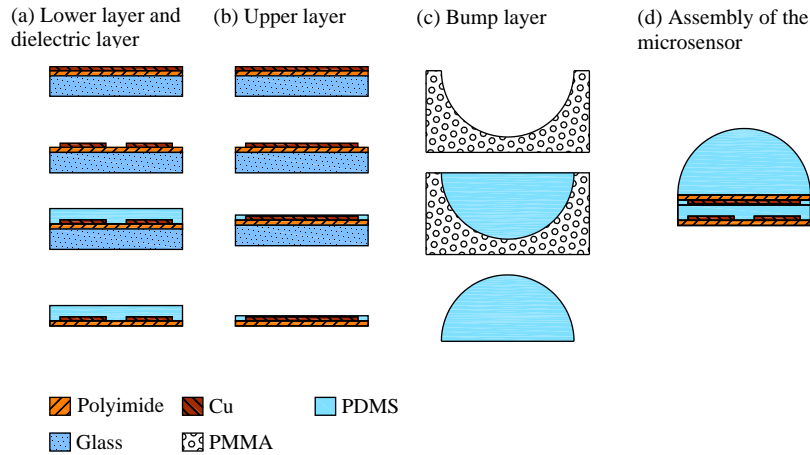 (a) Lower layer and
dielectric layer
(b) Upper layer
(c) Bump layer
(d) Assembly of the
microsensor
Polyimide
Cu
PDMS
Glass
PMMA